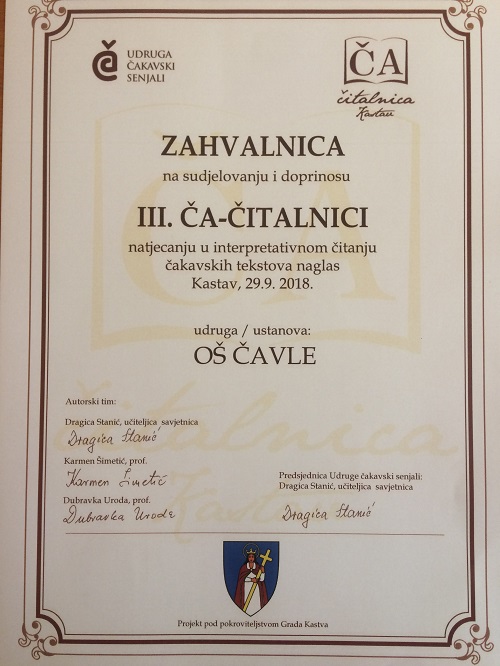 UDRUGA
ČAKAVSKI
SENJALI
ČA
čitalnica
Kastav
ZAHVALNICA
na sudjelovanju i doprinosu
III. ČA-ČITALNICI
natjecanju u interpretativnom čitanju
čakavskih tekstova naglas
Kastav, 29.9. 2018.
udruga / ustanova:
OŠ ČAVLE
Autorski tim:
Dragica Stanić, učiteljica savjetnica
Dragica Stanić
Karmen Šimetić, prof.
Karmen Šimetić
Dubravka Uroda, prof.
Dubravka Uroda
Predsjednica Udruge čakavski senjali:
Dragica Stanić, učiteljica savjetnica
Dragica Stanić
ČA
čitalnica
Kastav
Projekt pod pokroviteljstvom Grada Kastva